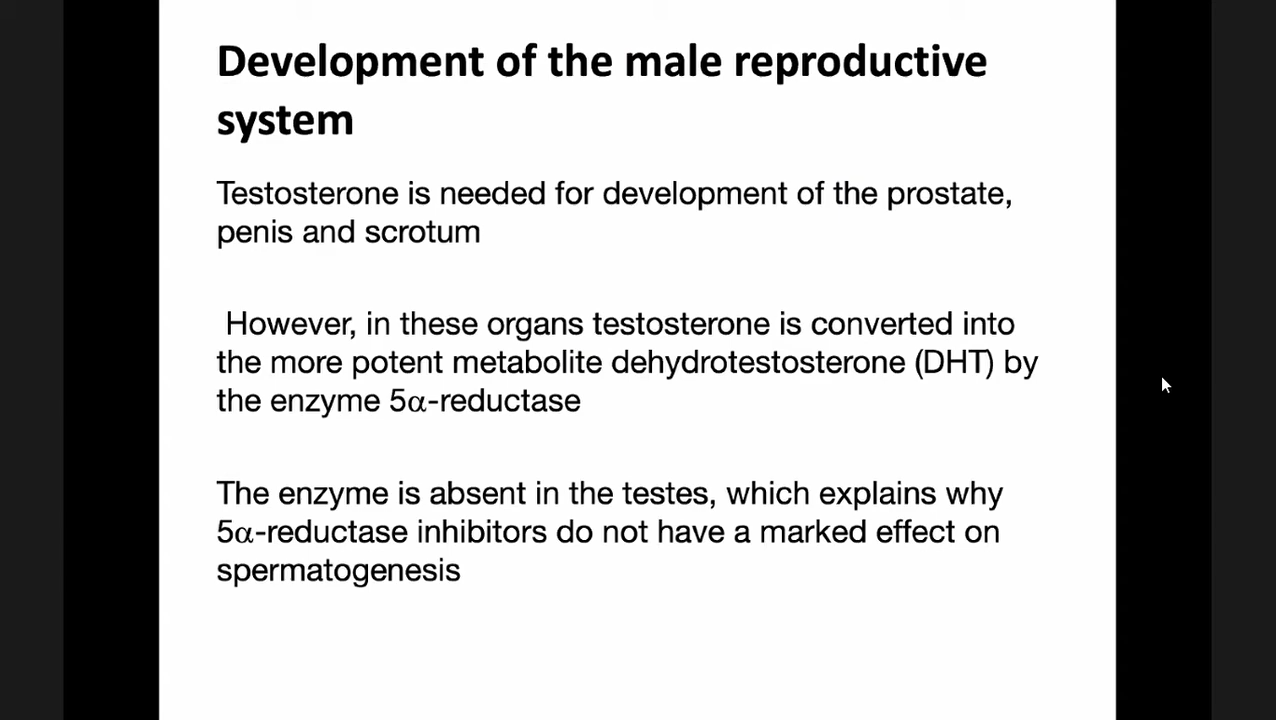 Development of the male reproductive
system
Testosterone is needed for development of the prostate,
penis and scrotum
However, in these organs testosterone is converted into
the more potent metabolite dehydrotestosterone (DHT) by
the enzyme 5α-reductase
The enzyme is absent in the testes, which explains why
5α-reductase inhibitors do not have a marked effect on
spermatogenesis